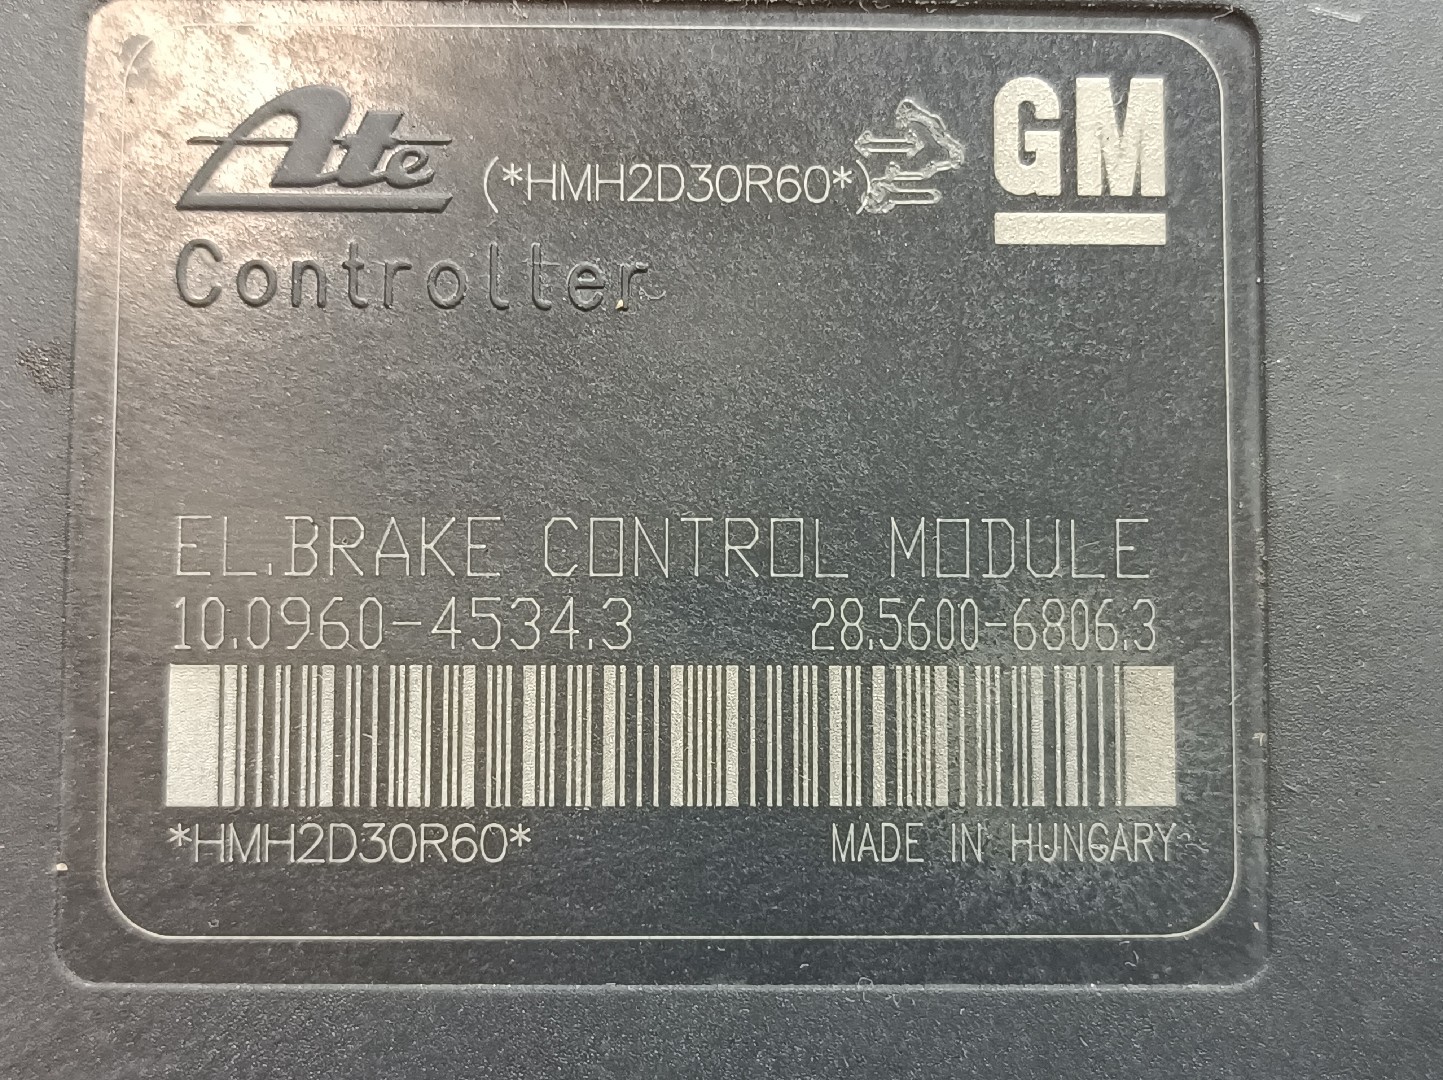 Ate (*HMH2D30R60*) GM
Controller
EL.BRAKE CONTROL MODULE
10.0960-4534.3 28.5600-6806.3
*HMH2D30R60* MADE IN HUNGARY